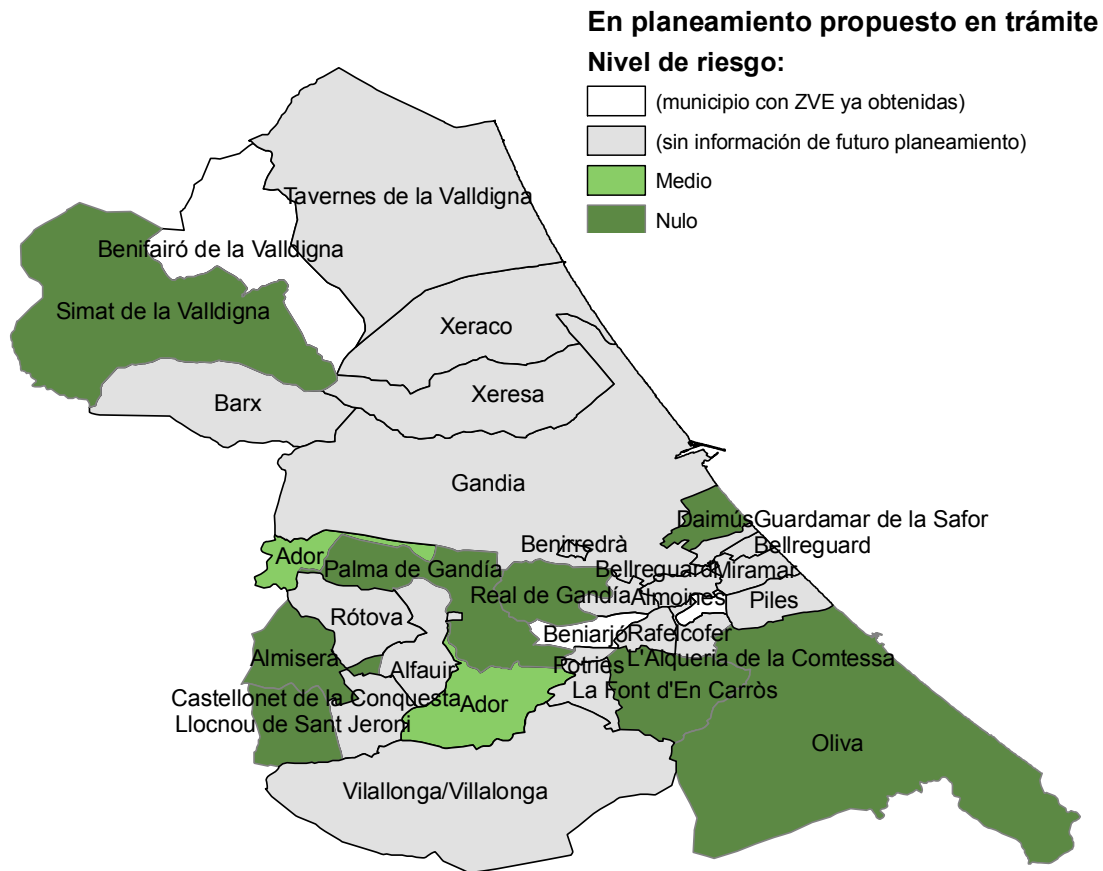 En planeamiento propuesto en trámite
Nivel de riesgo:
(municipio con ZVE ya obtenidas)
(sin información de futuro planeamiento)
Medio
Nulo
Tavernes de la Valldigna
Benifairó de la Valldigna
Simat de la Valldigna
Xeraco
Xeresa
Barx
Gandia
Daimús
Guardamar de la Safor
Bellreguard
Benirredrà
Ador
Palma de Gandía
Bellreguard
Miramar
Real de Gandía
Almoines
Piles
Rótova
Beniarjó
Rafelcofer
Almiserà
Alfauir
Potries
L'Alqueria de la Comtessa
Castellonet de la Conquesta
La Font d'En Carròs
Ador
Llocnou de Sant Jeroni
Oliva
Vilallonga/Villalonga